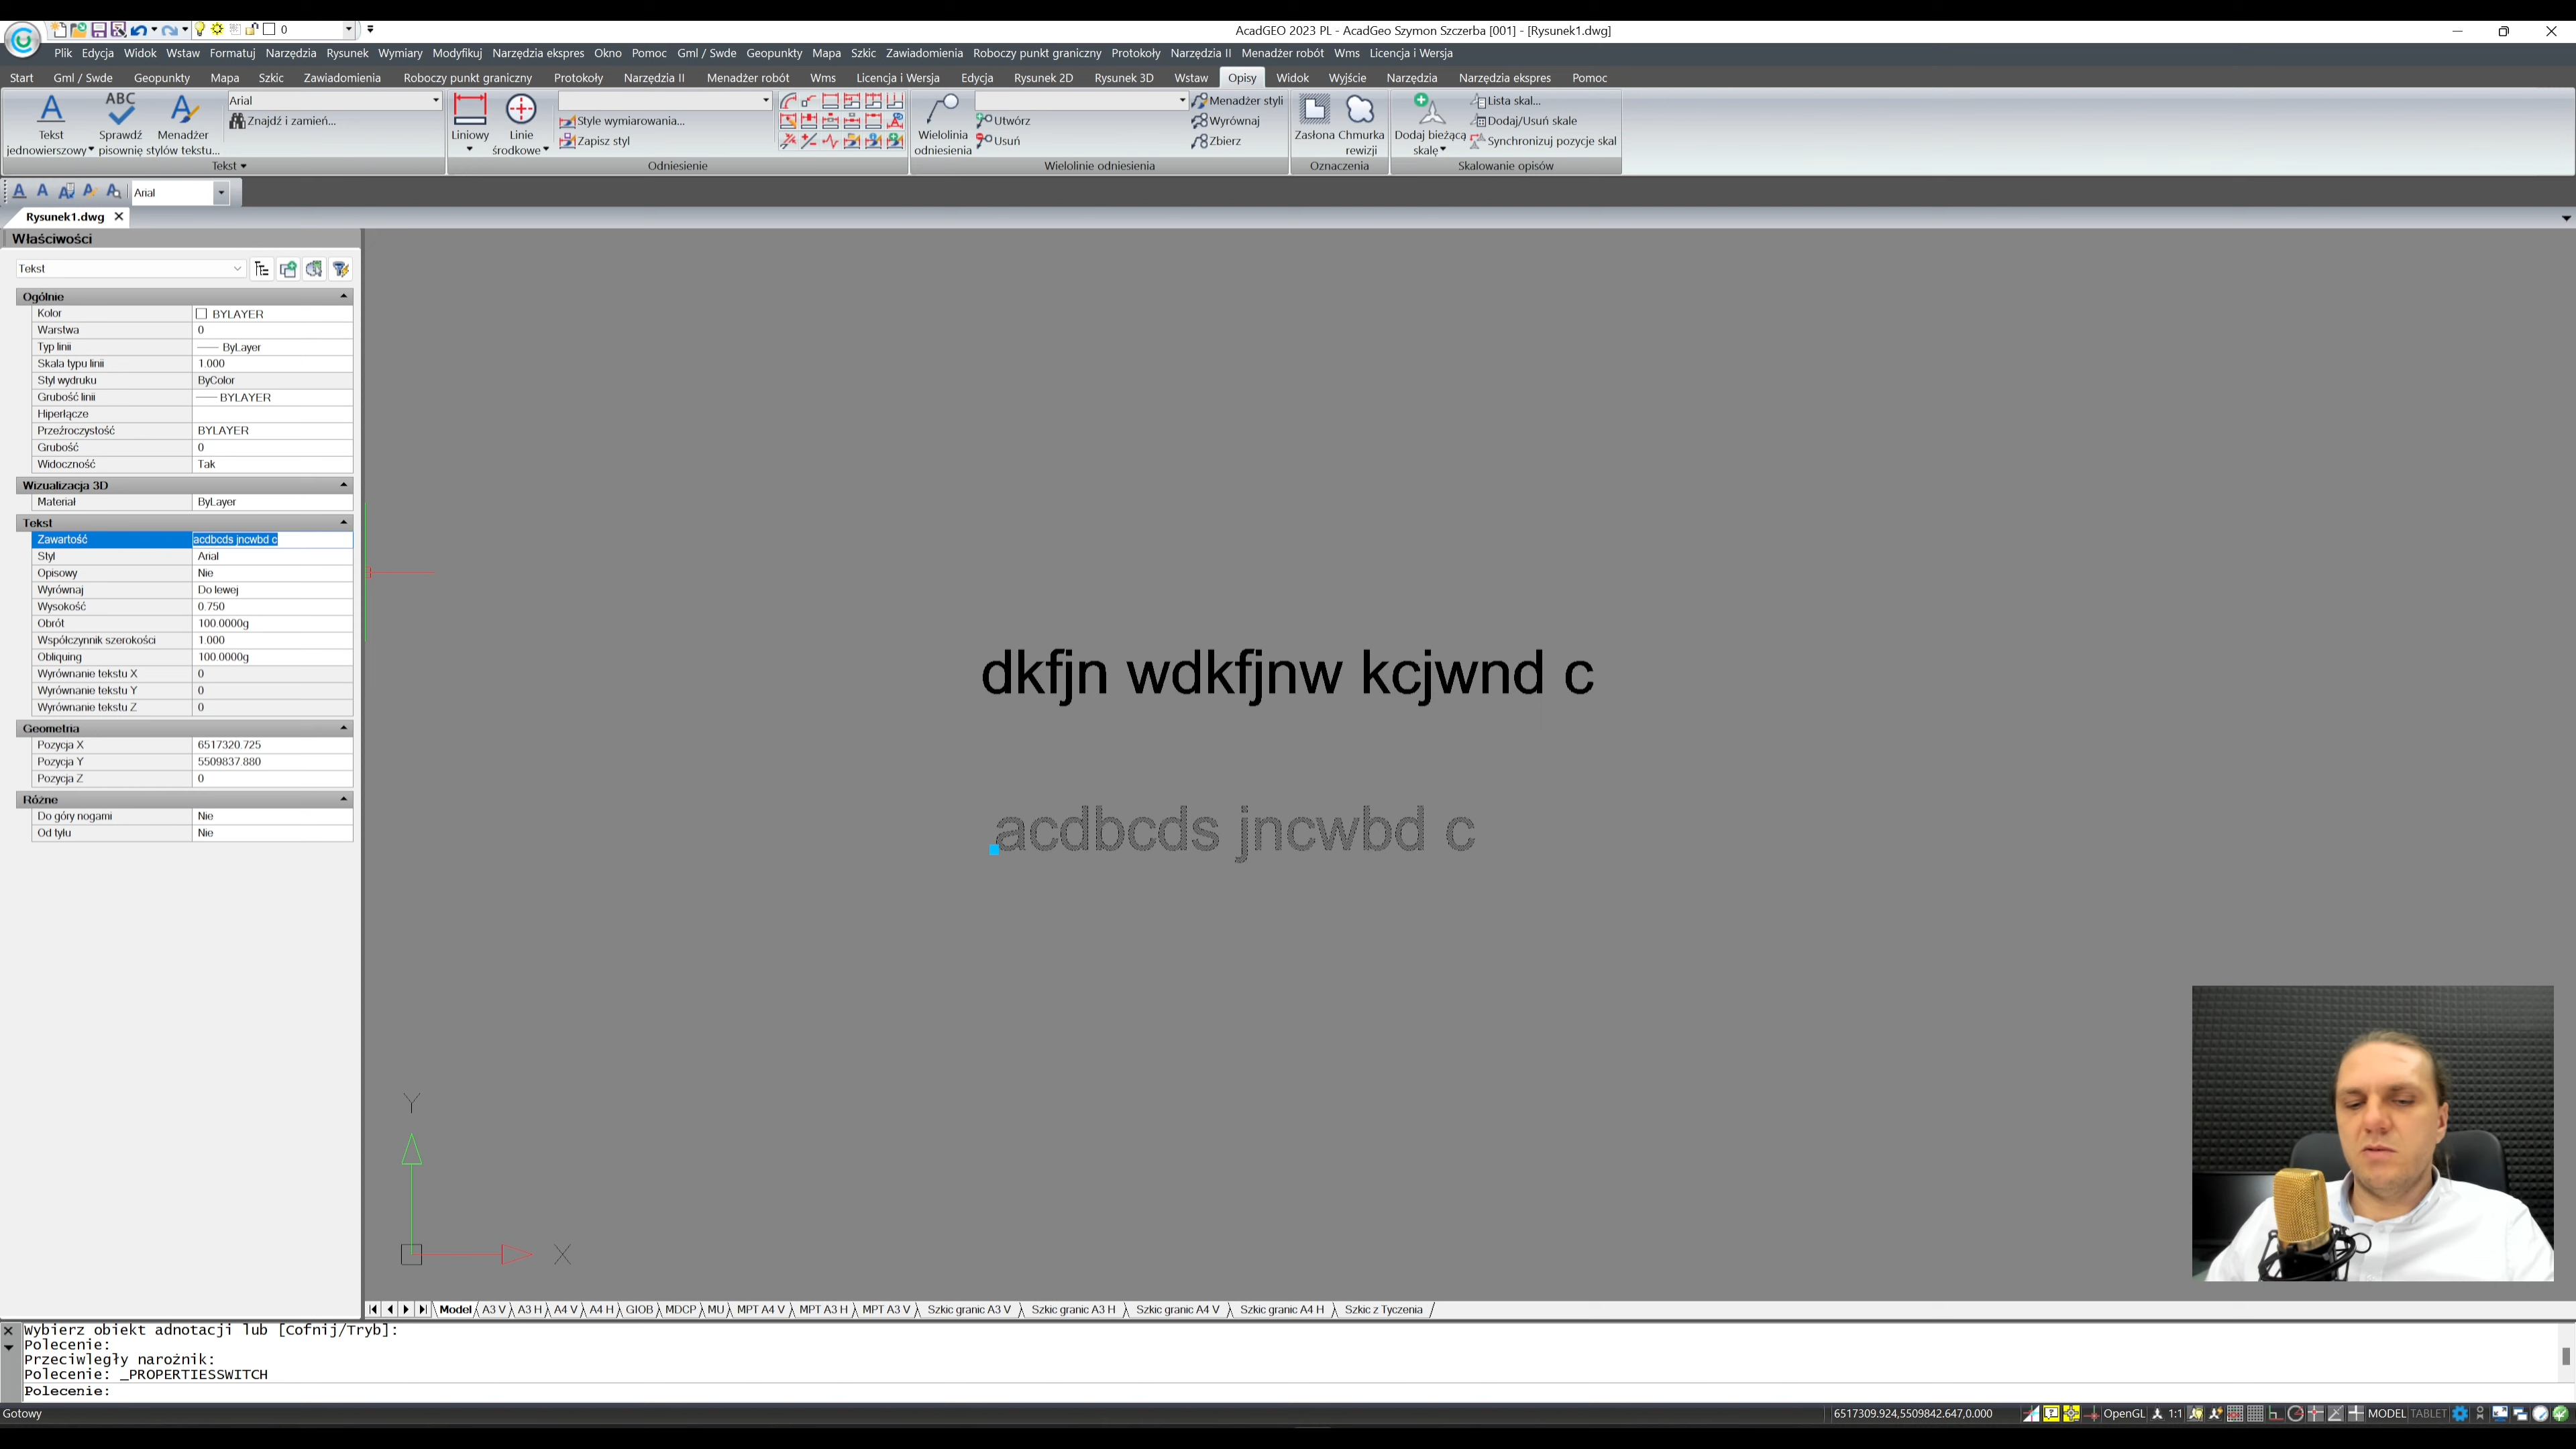 0
AcadGEO 2023 PL - AcadGeo Szymon Szczerba [001] - [Rysunek1.dwg]
Plik Edycja Widok Wstaw Formatuj Narzędzia Rysunek Wymiary Modyfikuj Narzędzia ekspres Okno Pomoc Gml / Swde Geopunkty Mapa Szkic Zawiadomienia Roboczy punkt graniczny Protokoły Narzędzia II Menadżer robót Wms Licencja i Wersja
Start Gml / Swde Geopunkty Mapa Szkic Zawiadomienia Roboczy punkt graniczny Protokoły Narzędzia II Menadżer robót Wms Licencja i Wersja Edycja Rysunek 2D Rysunek 3D Wstaw Opisy Widok Wyjście Narzędzia Narzędzia ekspres Pomoc
Tekst jednowierszowy
ABC Sprawdź pisownię
Menadżer stylów tekstu...
Arial
Znajdź i zamień...
Tekst
Liniowy
Linie środkowe
Style wymiarowania...
Zapisz styl
Odniesienie
Wielolinia odniesienia
Utwórz
Usuń
Menadżer styli
Wyrównaj
Zbierz
Wielolinie odniesienia
Zasłona
Chmurka rewizji
Oznaczenia
Dodaj bieżącą skalę
Lista skal...
Dodaj/Usuń skale
Synchronizuj pozycje skal
Skalowanie opisów
Arial
Rysunek1.dwg
Właściwości
Tekst
Ogólnie
Kolor BYLAYER
Warstwa 0
Typ linii ByLayer
Skala typu linii 1.000
Styl wydruku ByColor
Grubość linii BYLAYER
Hiperłącze
Przeźroczystość BYLAYER
Grubość 0
Widoczność Tak
Wizualizacja 3D
Materiał ByLayer
Tekst
Zawartość acdbcds jncwbd c
Styl Arial
Opisowy Nie
Wyrównaj Do lewej
Wysokość 0.750
Obrót 100.0000g
Współczynnik szerokości 1.000
Obliquing 100.0000g
Wyrównanie tekstu X 0
Wyrównanie tekstu Y 0
Wyrównanie tekstu Z 0
Geometria
Pozycja X 6517320.725
Pozycja Y 5509837.880
Pozycja Z 0
Różne
Do góry nogami Nie
Od tyłu Nie
dkfjn wdkfjnw kcjwnd c
acdbcds jncwbd c
Y
X
Model A3 V A3 H A4 V A4 H GIOB MDCP MU MPT A4 V MPT A3 H MPT A3 V Szkic granic A3 V Szkic granic A3 H Szkic granic A4 V Szkic granic A4 H Szkic z Tyczenia
Wybierz obiekt adnotacji lub [Cofnij/Tryb]:
Polecenie:
Przeciwległy narożnik:
Polecenie: _PROPERTIESSWITCH
Polecenie:
Gotowy
6517309.924,5509842.647,0.000
OpenGL 1:1 MODEL TABLET